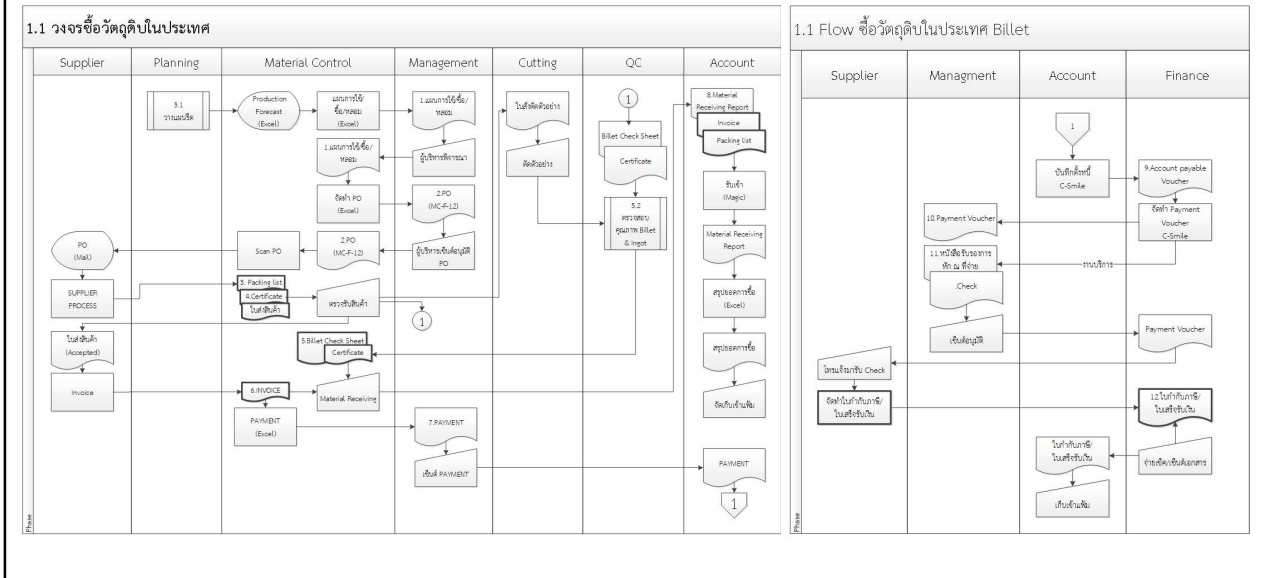 1.1 วงจรซื้อวัตถุดิบในประเทศ
Supplier
Planning
Material Control
Management
Cutting
QC
Account
3.1
วางแผนรีด
Production
Forecast
(Excel)
แผนการใช้/
ซื้อ/หลอม
(Excel)
1.แผนการใช้/ซื้อ/
หลอม
ใบสั่งตัดตัวอย่าง
1
8.Material
Receiving Report
Invoice
Packing list
1.แผนการใช้/ซื้อ/
หลอม
ผู้บริหารพิจารณา
ตัดตัวอย่าง
Billet Check Sheet
Certificate
จัดทำ PO
(Excel)
2.PO
(MC-F-12)
5.2
ตรวจสอบ
คุณภาพ Billet
& Ingot
รับเข้า
(Magic)
PO
(Mail)
Scan PO
2.PO
(MC-F-12)
ผู้บริหารเซ็นต์อนุมัติ
PO
Material Receiving
Report
SUPPLIER
PROCESS
3. Packing list
4.Certificate
ใบส่งสินค้า
ตรวจรับสินค้า
1
สรุปยอดการซื้อ
(Excel)
ใบส่งสินค้า
(Accepted)
5.Billet Check Sheet
Certificate
สรุปยอดการซื้อ
Invoice
6.INVOICE
Material Receiving
จัดเก็บเข้าแฟ้ม
PAYMENT
(Excel)
7.PAYMENT
เซ็นต์ PAYMENT
PAYMENT
1
Phase
1.1 Flow ซื้อวัตถุดิบในประเทศ Billet
Supplier
Managment
Account
Finance
1
บันทึกตั้งหนี้
C-Smile
9.Account payable
Voucher
10.Payment Voucher
จัดทำ Payment
Voucher
C-Smile
11.หนังสือรับรองการ
หัก ณ ที่จ่าย
.Check
งานบริการ
เซ็นต์อนุมัติ
Payment Voucher
โทรแจ้งมารับ Check
จัดทำใบกำกับภาษี/
ใบเสร็จรับเงิน
12.ใบกำกับภาษี/
ใบเสร็จรับเงิน
ใบกำกับภาษี/
ใบเสร็จรับเงิน
จ่ายเช็ค/เซ็นต์เอกสาร
เก็บเข้าแฟ้ม
Phase